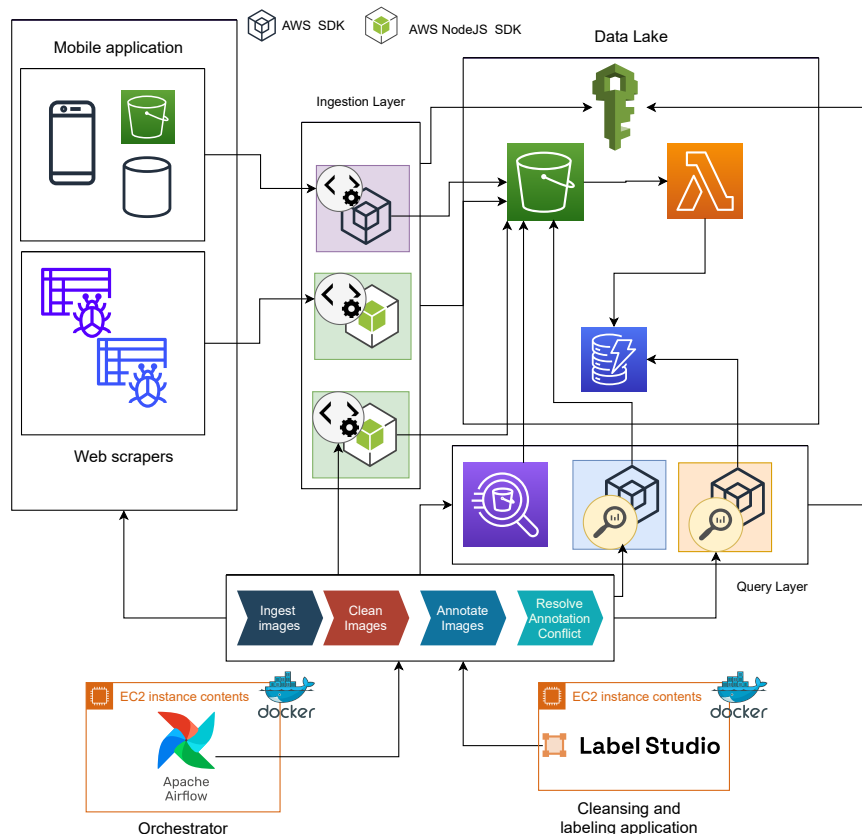 AWS SDK
AWS NodeJS SDK
Mobile application
Data Lake
Ingestion Layer
Web scrapers
Query Layer
Ingest
images
Clean
Images
Annotate
Images
Resolve
Annotation
Conflict
EC2 instance contents
docker
Apache
Airflow
Orchestrator
EC2 instance contents
docker
Label Studio
Cleansing and
labeling application